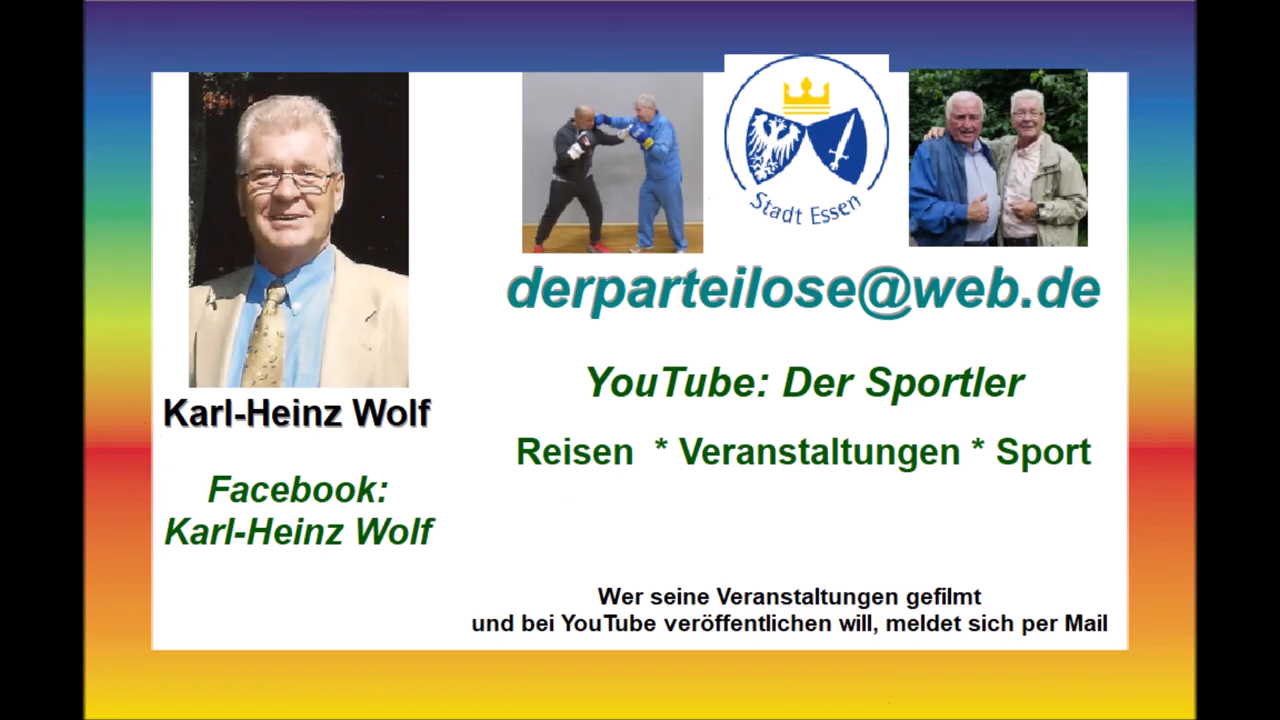 Stadt Essen
derparteilose@web.de
Karl-Heinz Wolf
YouTube: Der Sportler
Reisen * Veranstaltungen * Sport
Facebook:
Karl-Heinz Wolf
Wer seine Veranstaltungen gefilmt
und bei YouTube veröffentlichen will, meldet sich per Mail